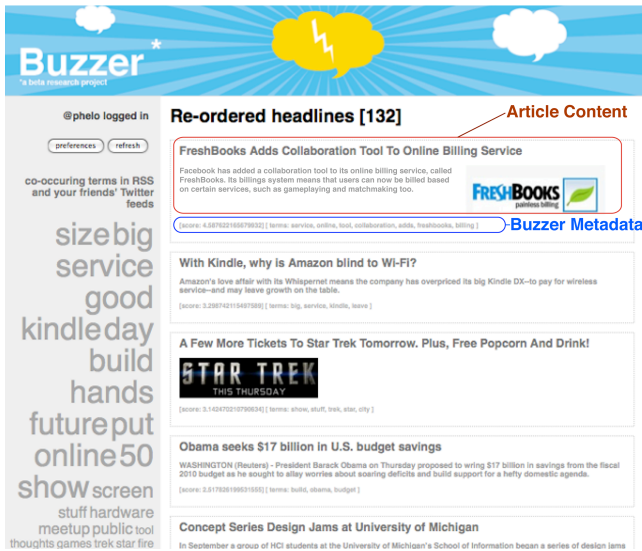 Buzzer*
*a beta research project
@phelo logged in
preferences refresh
co-occuring terms in RSS
and your friends' Twitter
feeds
size big
service
good
kindle day
build
hands
future put
online 50
show screen
stuff hardware
meetup public tool
thoughts games trek star fire
Re-ordered headlines [132]
Article Content
FreshBooks Adds Collaboration Tool To Online Billing Service
Facebook has added a collaboration tool to its online billing service, called
FreshBooks. Its billings system means that users can now be billed based
on certain services, such as gameplaying and matchmaking too.
FRESHBOOKS
painless billing
[score: 4.587922165679932] [ terms: service, online, tool, collaboration, adds, freshbooks, billing ]
Buzzer Metadata
With Kindle, why is Amazon blind to Wi-Fi?
Amazon's love affair with its Whispernet means the company has overpriced its big Kindle DX--to pay for wireless
service--and may leave growth on the table.
[score: 3.295742115497589] [ terms: big, service, kindle, leave ]
A Few More Tickets To Star Trek Tomorrow. Plus, Free Popcorn And Drink!
STAR TREK
THIS THURSDAY
[score: 3.142470215790634] [ terms: show, stuff, trek, star, city ]
Obama seeks $17 billion in U.S. budget savings
WASHINGTON (Reuters) - President Barack Obama on Thursday proposed to wring $17 billion in savings from the fiscal
2010 budget as he sought to allay worries about soaring deficits and build support for a hefty domestic agenda.
[score: 2.517926199531555] [ terms: build, obama, budget ]
Concept Series Design Jams at University of Michigan
In September a group of HCI students at the University of Michigan's School of Information began a series of design jams